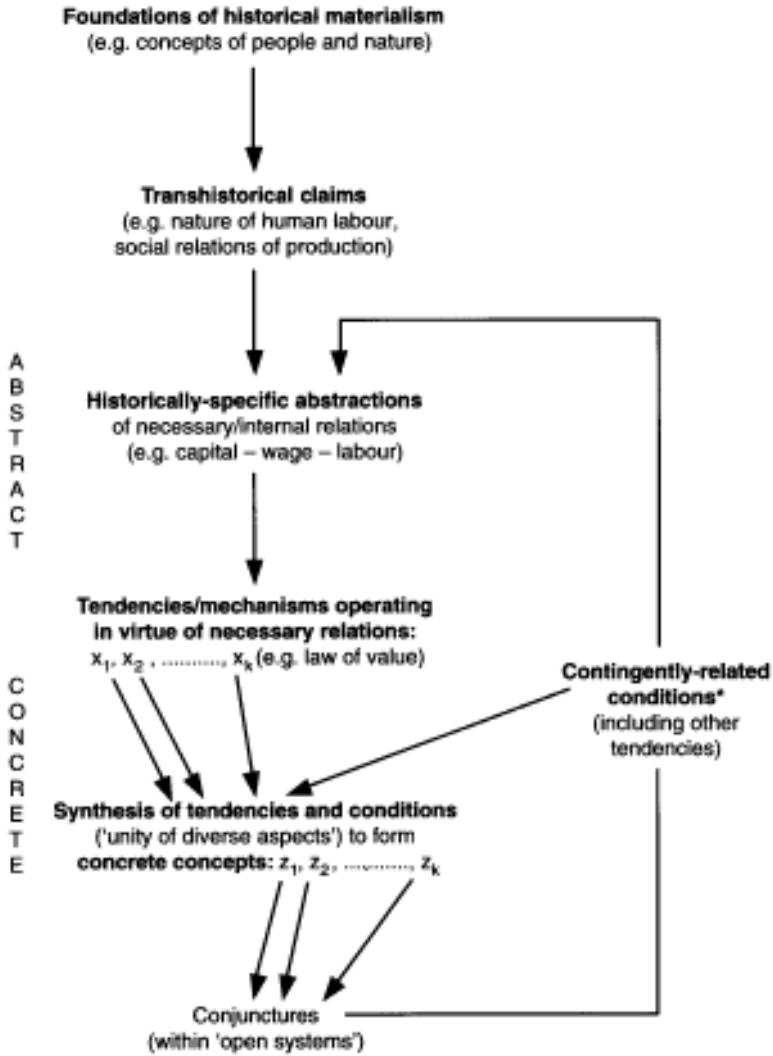 Foundations of historical materialism
(e.g. concepts of people and nature)
Transhistorical claims
(e.g. nature of human labour,
social relations of production)
ABSTRACT
Historically-specific abstractions
of necessary/internal relations
(e.g. capital – wage – labour)
Tendencies/mechanisms operating
in virtue of necessary relations:
x₁, x₂ , ..........., xₖ (e.g. law of value)
Contingently-related
conditions*
(including other
tendencies)
CONCRETE
Synthesis of tendencies and conditions
('unity of diverse aspects') to form
concrete concepts: z₁, z₂, ............, zₖ
Conjunctures
(within 'open systems')